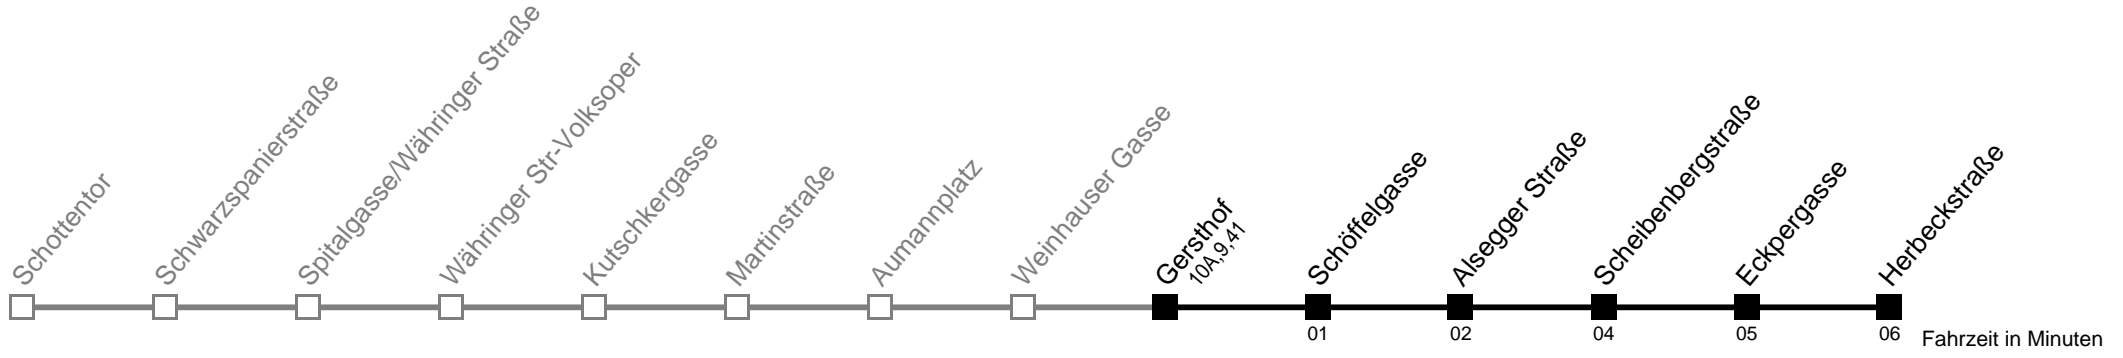 Schottentor
Schwarzspanierstraße
Spitalgasse/Währinger Straße
Währinger Str-Volksoper
Kutschkergasse
Martinstraße
Aumannplatz
Weinhauser Gasse
Gersthof
10A,9,41
Schöffelgasse
Alsegger Straße
Scheibenbergstraße
Eckpergasse
Herbeckstraße
01 02 04 05 06 Fahrzeit in Minuten